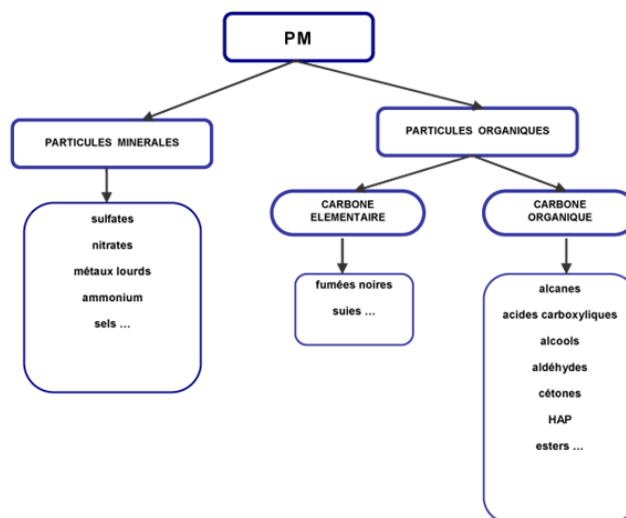 PM
PARTICULES MINERALES
PARTICULES ORGANIQUES
sulfates
nitrates
métaux lourds
ammonium
sels ...
CARBONE
ELEMENTAIRE
fumées noires
suies ...
CARBONE
ORGANIQUE
alcanes
acides carboxyliques
alcools
aldéhydes
cétones
HAP
esters ...